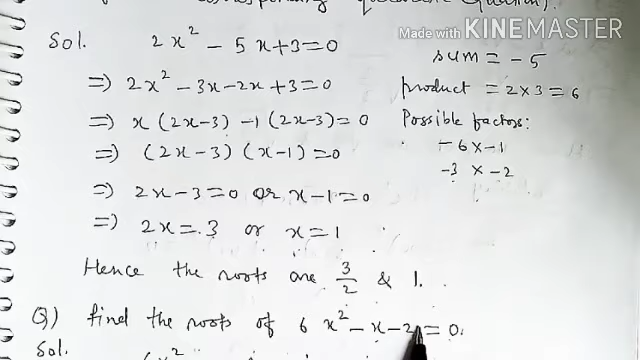 corresponding quadratic
Made with KINEMASTER
Sol. 2x² - 5x+3=0
sum = -5
⇒) 2x² - 3x-2x+3=0
product = 2x3=6
⇒) x(2x-3) -1(2x-3)=0
Possible factors:
⇒) (2x-3)(x-1)=0
-6 x -1
-3 x -2
⇒) 2x-3=0 or x-1=0
⇒) 2x = 3 or x=1
Hence the roots are 3/2 & 1.
Q) find the roots of 6x² - x - 2 = 0.
Sol.